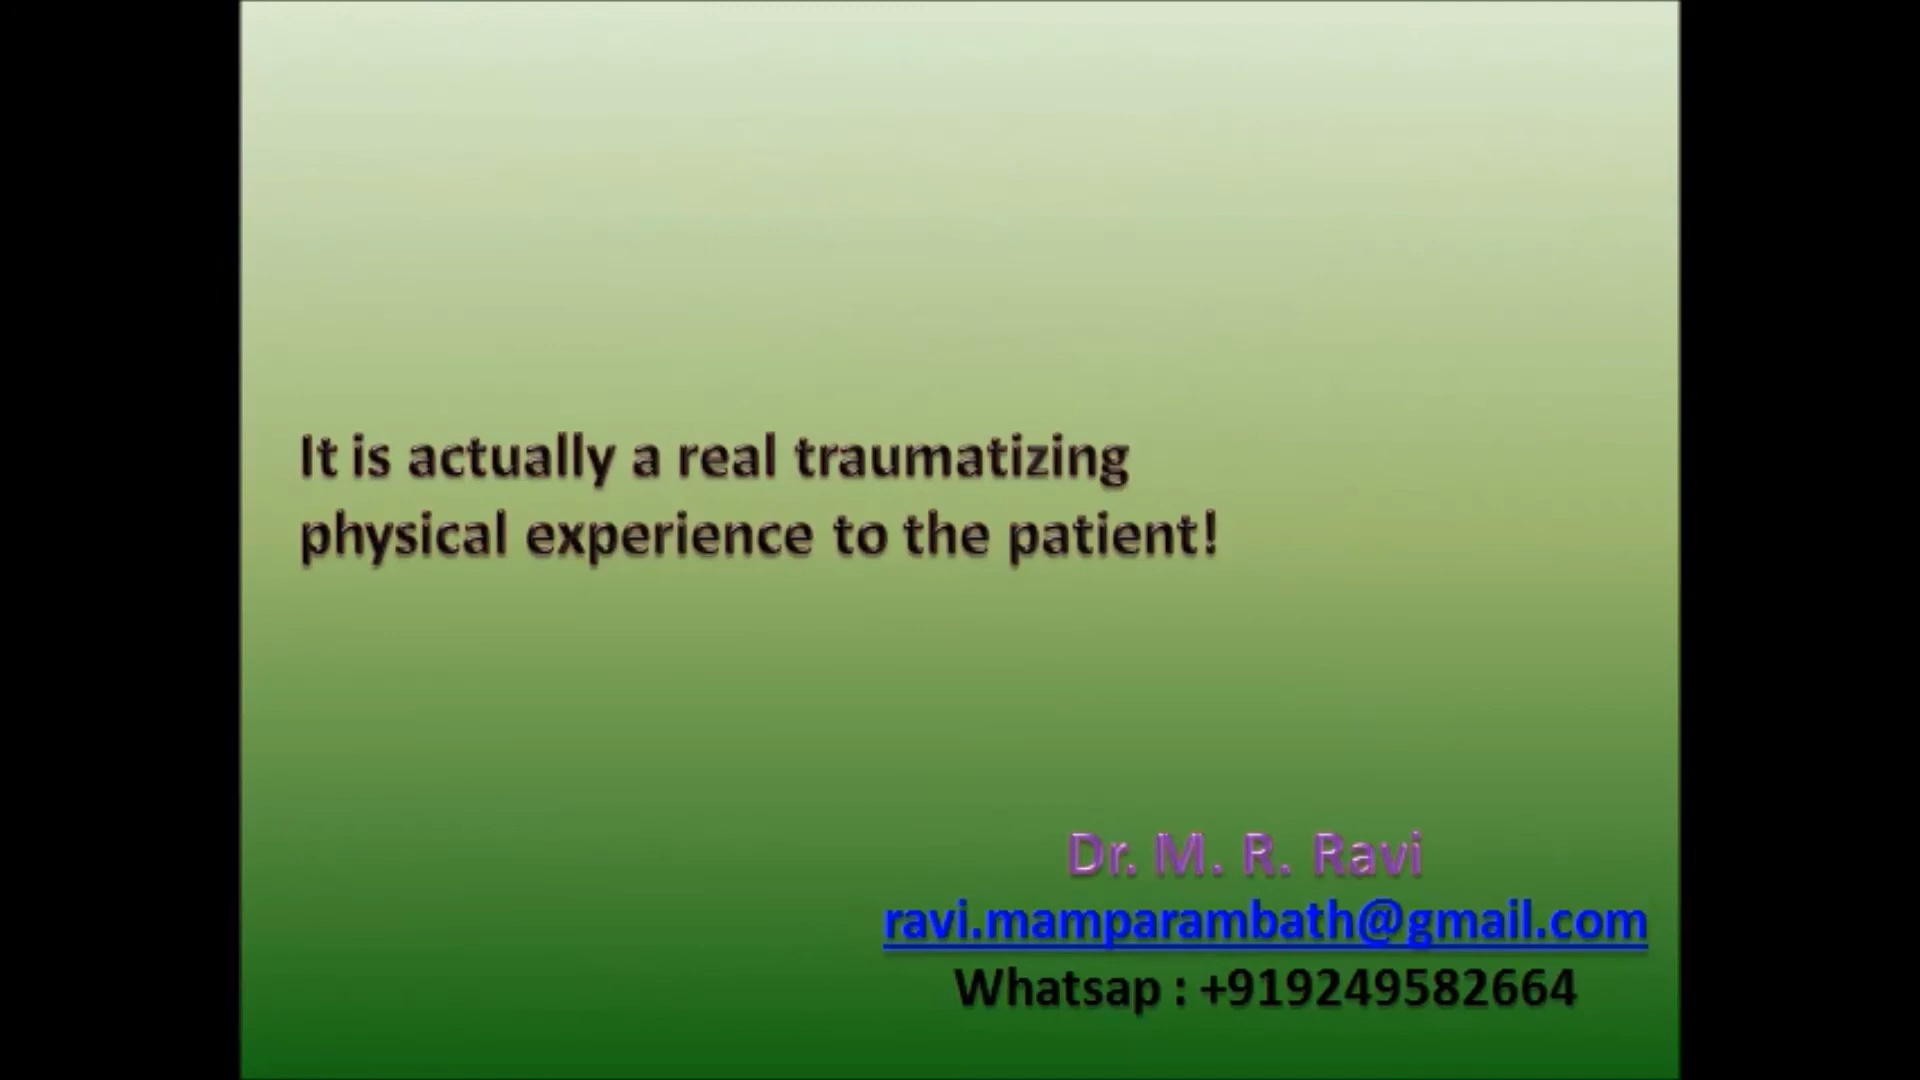 It is actually a real traumatizing
physical experience to the patient!
Dr. M. R. Ravi
ravi.mamparambath@gmail.com
Whatsap : +919249582664